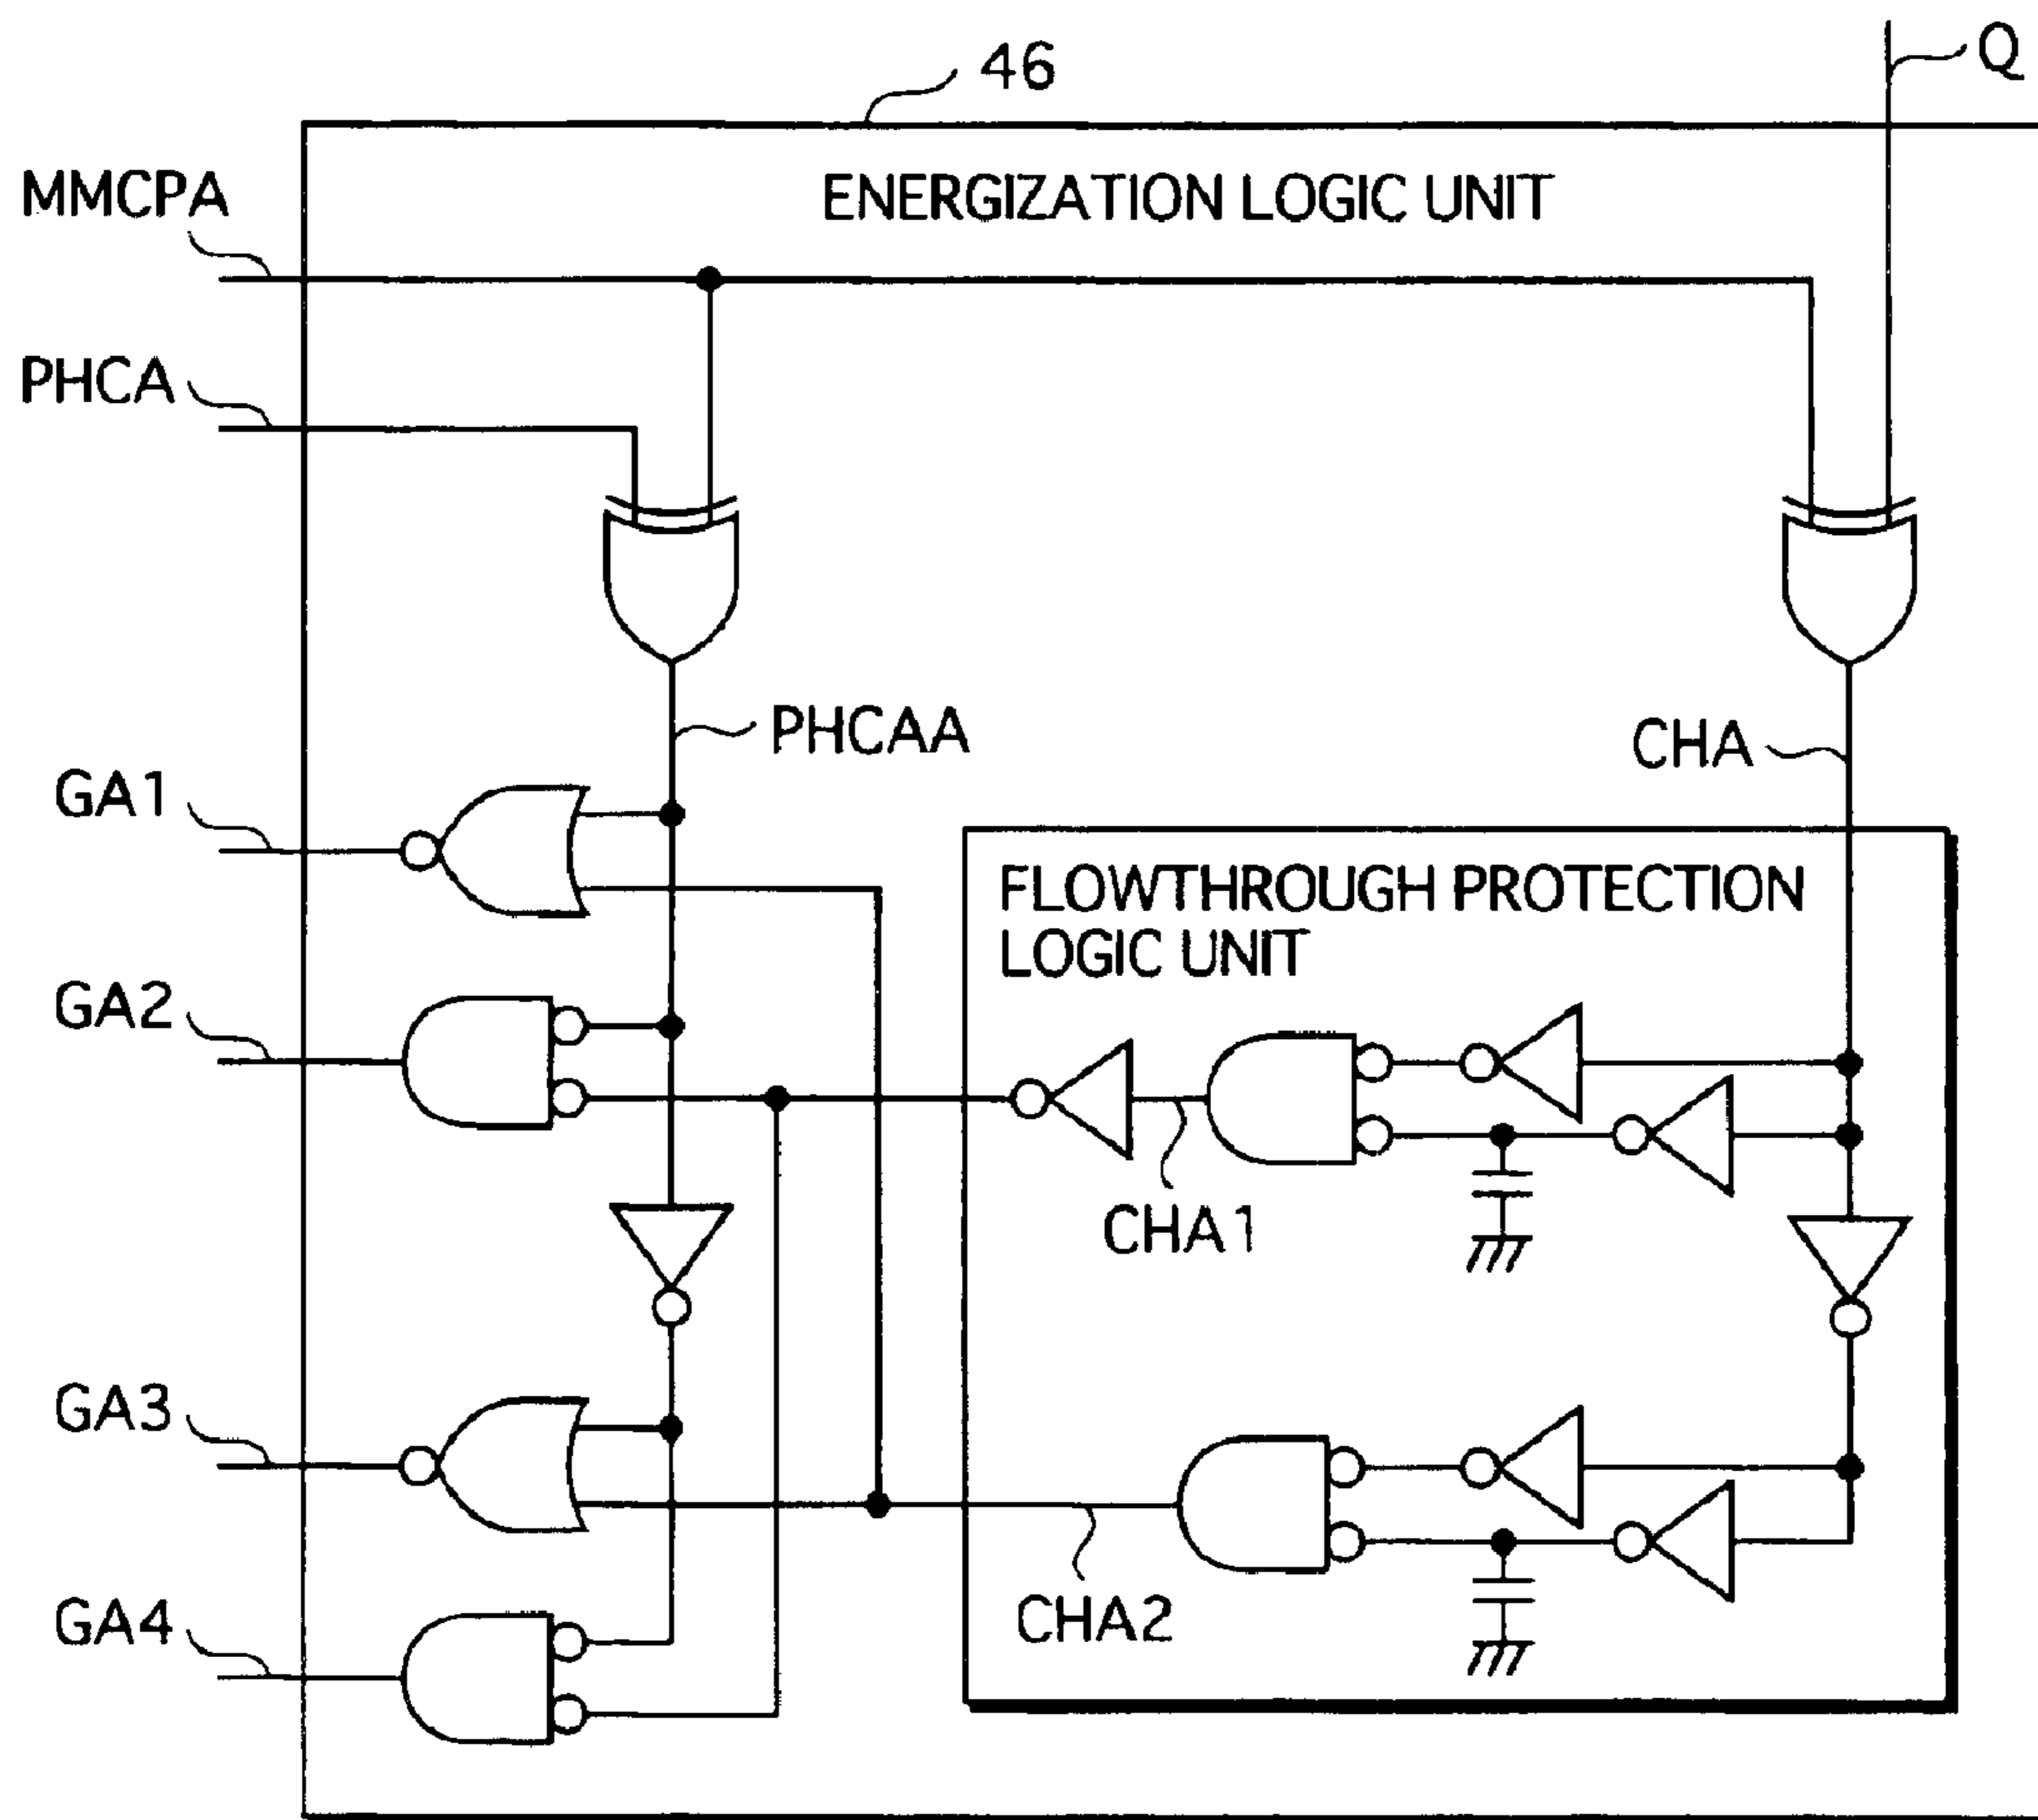 46
Q
MMCPA
ENERGIZATION LOGIC UNIT
PHCA
PHCAA
CHA
GA1
FLOWTHROUGH PROTECTION
LOGIC UNIT
GA2
CHA1
GA3
CHA2
GA4